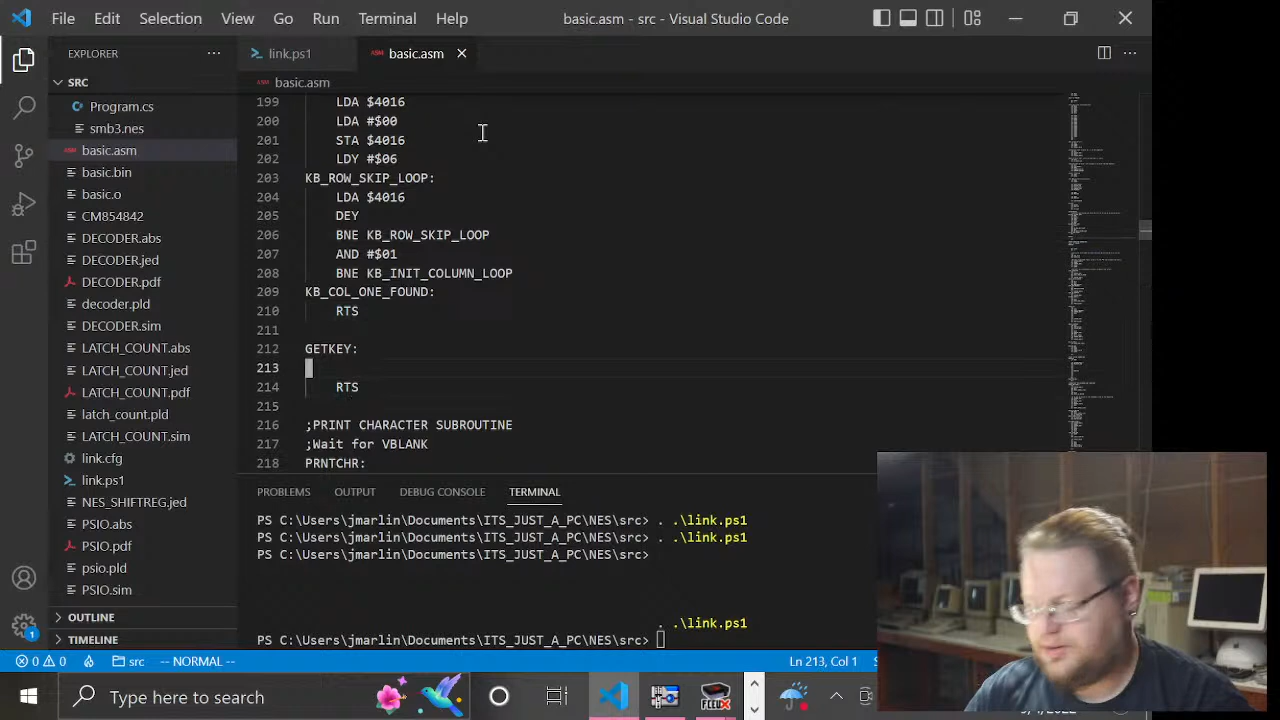 File Edit Selection View Go Run Terminal Help
basic.asm - src - Visual Studio Code
EXPLORER
link.ps1
ASM basic.asm
SRC
ASM basic.asm
Program.cs
smb3.nes
basic.asm
basic.bin
basic.o
CM854842
DECODER.abs
DECODER.jed
DECODER.pdf
decoder.pld
DECODER.sim
LATCH_COUNT.abs
LATCH_COUNT.jed
LATCH_COUNT.pdf
latch_count.pld
LATCH_COUNT.sim
link.cfg
link.ps1
NES_SHIFTREG.jed
PSIO.abs
PSIO.pdf
psio.pld
PSIO.sim
OUTLINE
TIMELINE
199 LDA $4016
200 LDA #$00
201 STA $4016
202 LDY #$06
203 KB_ROW_SKIP_LOOP:
204 LDA $4016
205 DEY
206 BNE KB_ROW_SKIP_LOOP
207 AND #$01
208 BNE KB_INIT_COLUMN_LOOP
209 KB_COL_ONE_FOUND:
210 RTS
211
212 GETKEY:
213
214 RTS
215
216 ;PRINT CHARACTER SUBROUTINE
217 ;Wait for VBLANK
218 PRNTCHR:
PROBLEMS OUTPUT DEBUG CONSOLE TERMINAL
PS C:\Users\jmarlin\Documents\ITS_JUST_A_PC\NES\src> . .\link.ps1
PS C:\Users\jmarlin\Documents\ITS_JUST_A_PC\NES\src> . .\link.ps1
PS C:\Users\jmarlin\Documents\ITS_JUST_A_PC\NES\src>
. .\link.ps1
PS C:\Users\jmarlin\Documents\ITS_JUST_A_PC\NES\src>
0 0 src -- NORMAL -- Ln 213, Col 1
1
Type here to search
FCEUX